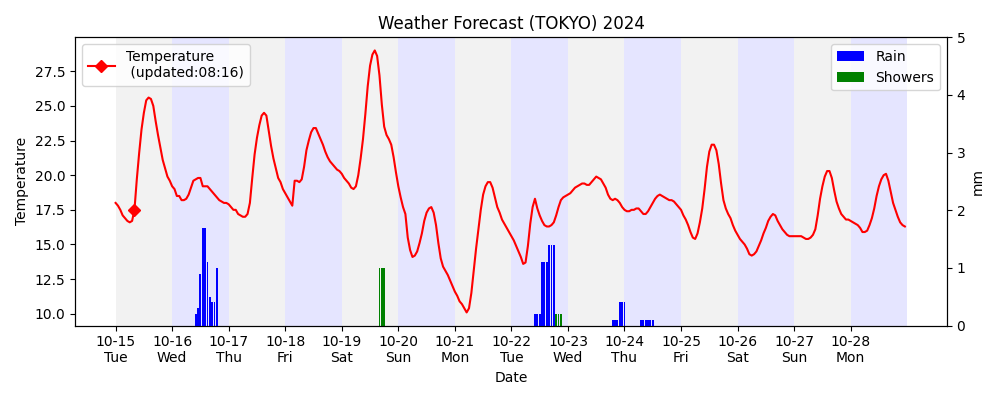 Weather Forecast (TOKYO) 2024
Temperature
(updated:08:16)
Rain
Showers
Temperature
27.5
25.0
22.5
20.0
17.5
15.0
12.5
10.0
5
4
3
2
1
0
mm
10-15 10-16 10-17 10-18 10-19 10-20 10-21 10-22 10-23 10-24 10-25 10-26 10-27 10-28
Tue Wed Thu Fri Sat Sun Mon Tue Wed Thu Fri Sat Sun Mon
Date